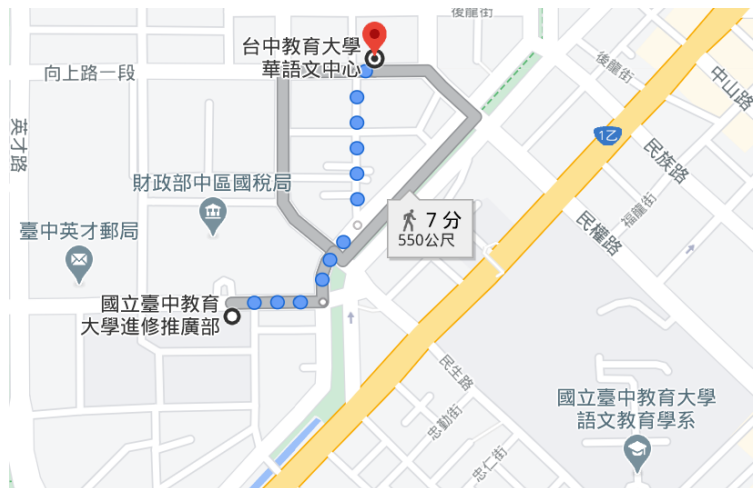 後龍街
台中教育大學
華語文中心
向上路一段
後龍街
中山路
英才路
1乙
民族路
財政部中區國稅局
福龍街
7 分
550公尺
民權路
臺中英才郵局
國立臺中教育
大學進修推廣部
民生路
國立臺中教育大學
語文教育學系
忠勤街
忠仁街